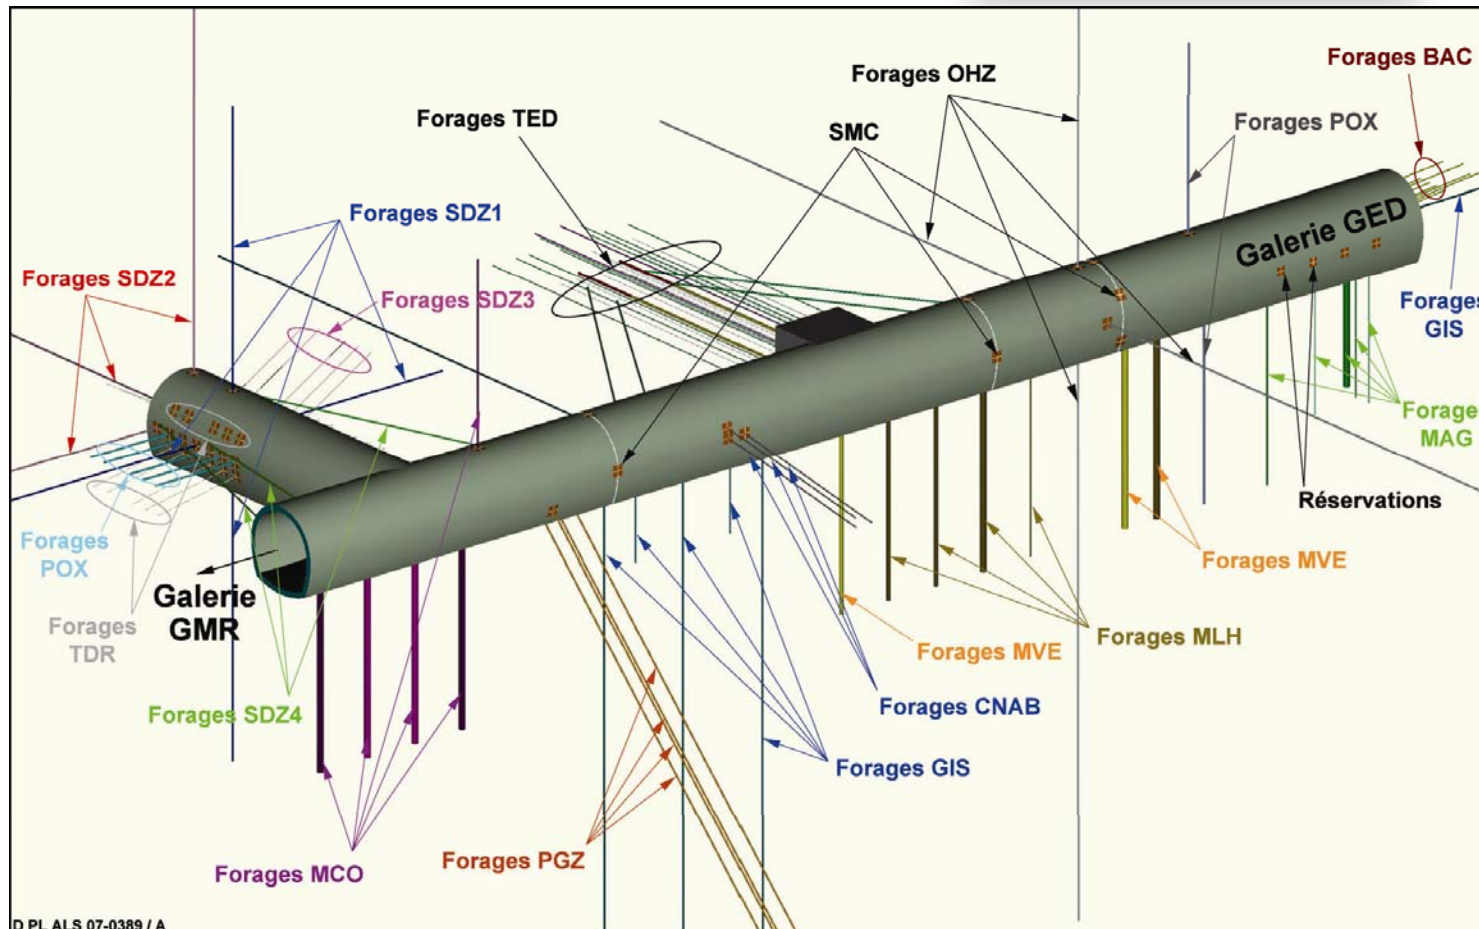 Forages BAC
Forages OHZ
Forages TED
SMC
Forages POX
Forages SDZ1
Galerie GED
Forages SDZ2
Forages SDZ3
Forages
GIS
Forage
MAG
Réservations
Forages
POX
Forages MVE
Galerie
GMR
Forages
TDR
Forages MLH
Forages MVE
Forages SDZ4
Forages CNAB
Forages GIS
Forages PGZ
Forages MCO
D PL ALS 07-0389 / A